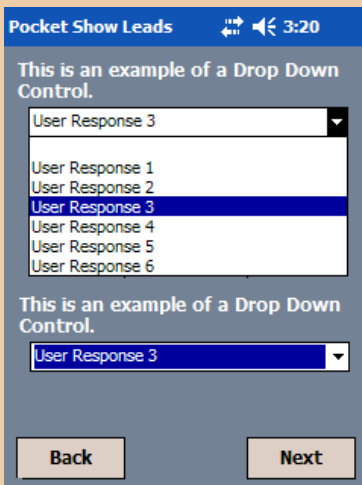 Pocket Show Leads 3:20
This is an example of a Drop Down
Control.
User Response 3
User Response 1
User Response 2
User Response 3
User Response 4
User Response 5
User Response 6
This is an example of a Drop Down
Control.
User Response 3
Back Next